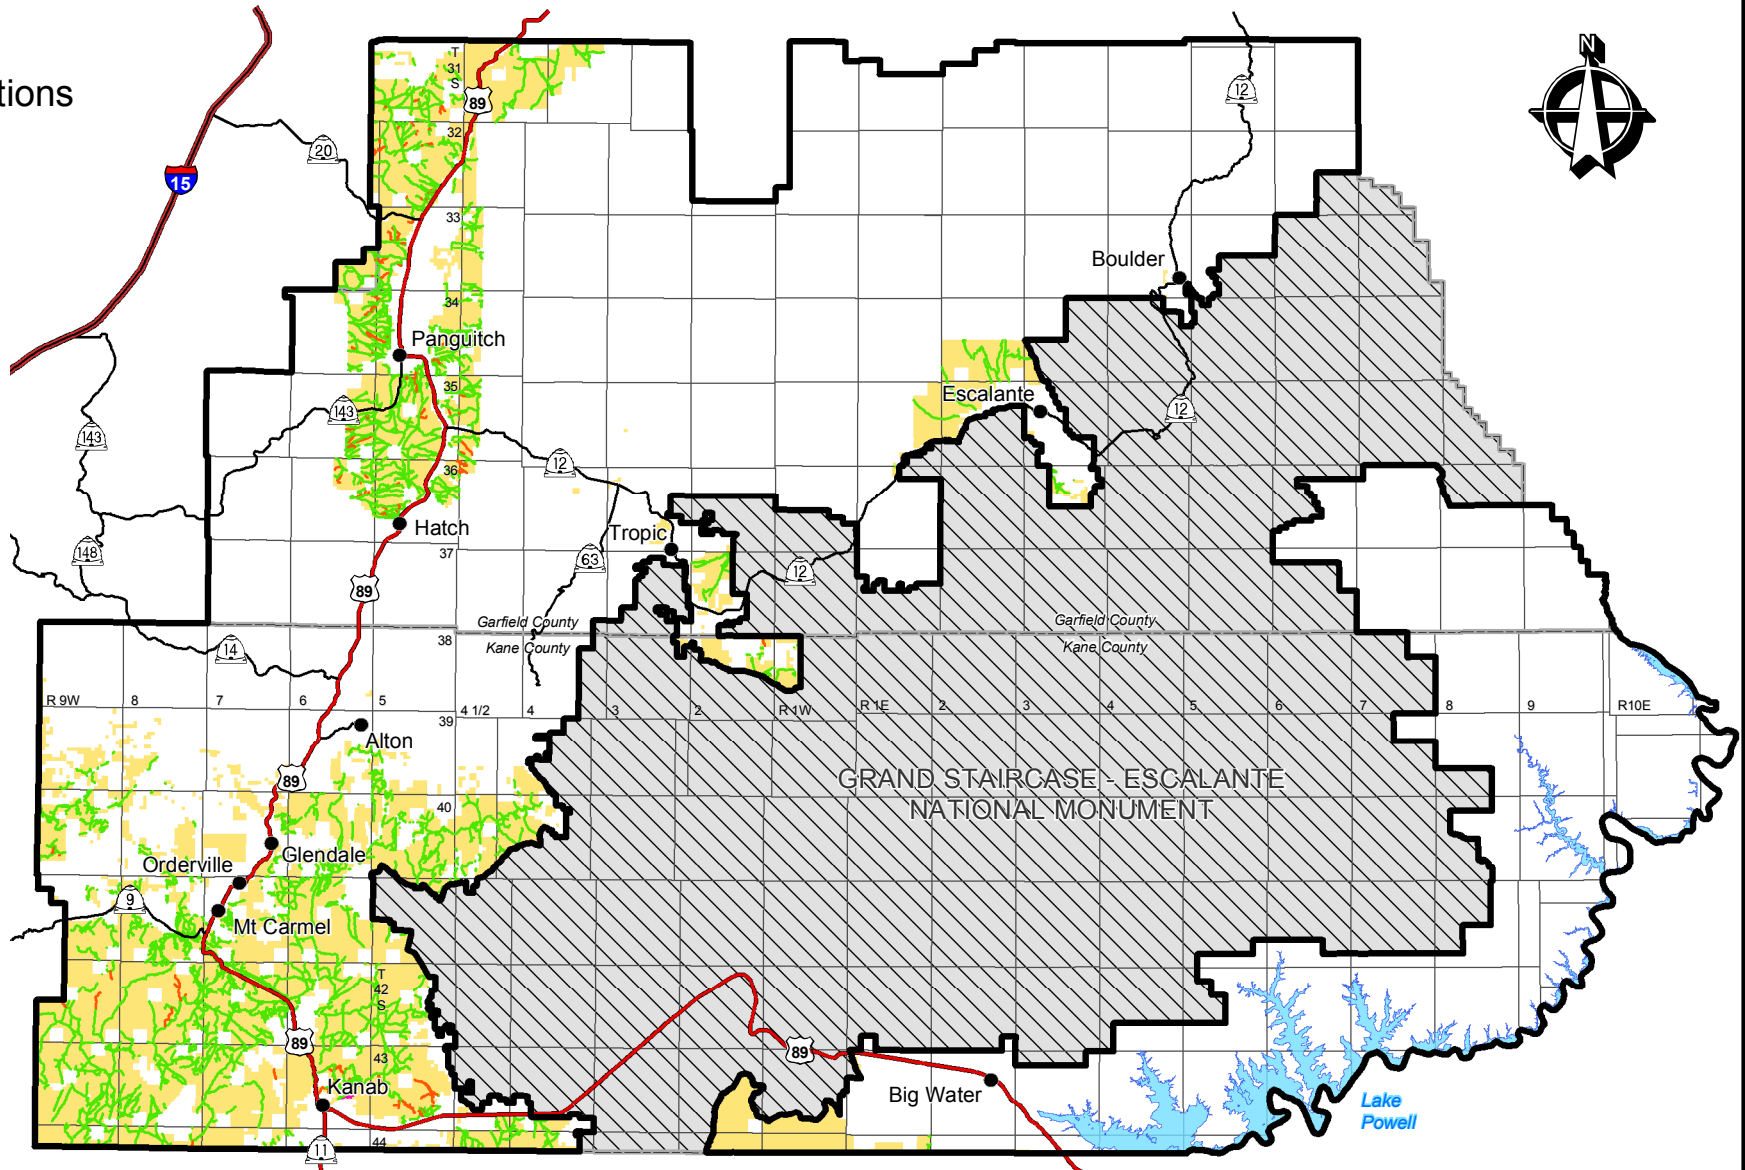 tions
N
T
31
S
89
12
32
20
15
33
Boulder
34
Panguitch
35
Escalante
143
12
143
36
12
Hatch
Tropic
37
148
63
12
89
Garfield County
Kane County
Garfield County
Kane County
38
14
R 9W
8
7
6
5
4 1/2
4
3
2
R 1W
R 1E
2
3
4
5
6
7
8
9
R10E
39
Alton
89
GRAND STAIRCASE - ESCALANTE
NATIONAL MONUMENT
40
Glendale
Orderville
9
Mt Carmel
T
42
S
89
43
89
Kanab
Big Water
Lake
Powell
44
11